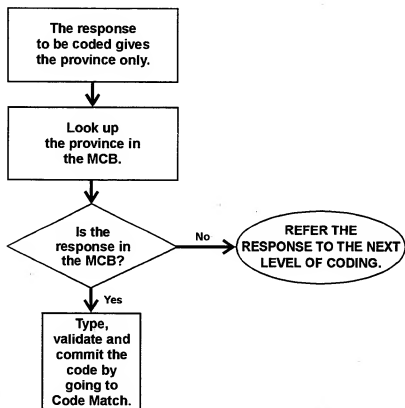 The response
to be coded gives
the province only.
Look up
the province in
the MCB.
Is the
response in
the MCB?
No
REFER THE
RESPONSE TO THE NEXT
LEVEL OF CODING.
Yes
Type,
validate and
commit the
code by
going to
Code Match.